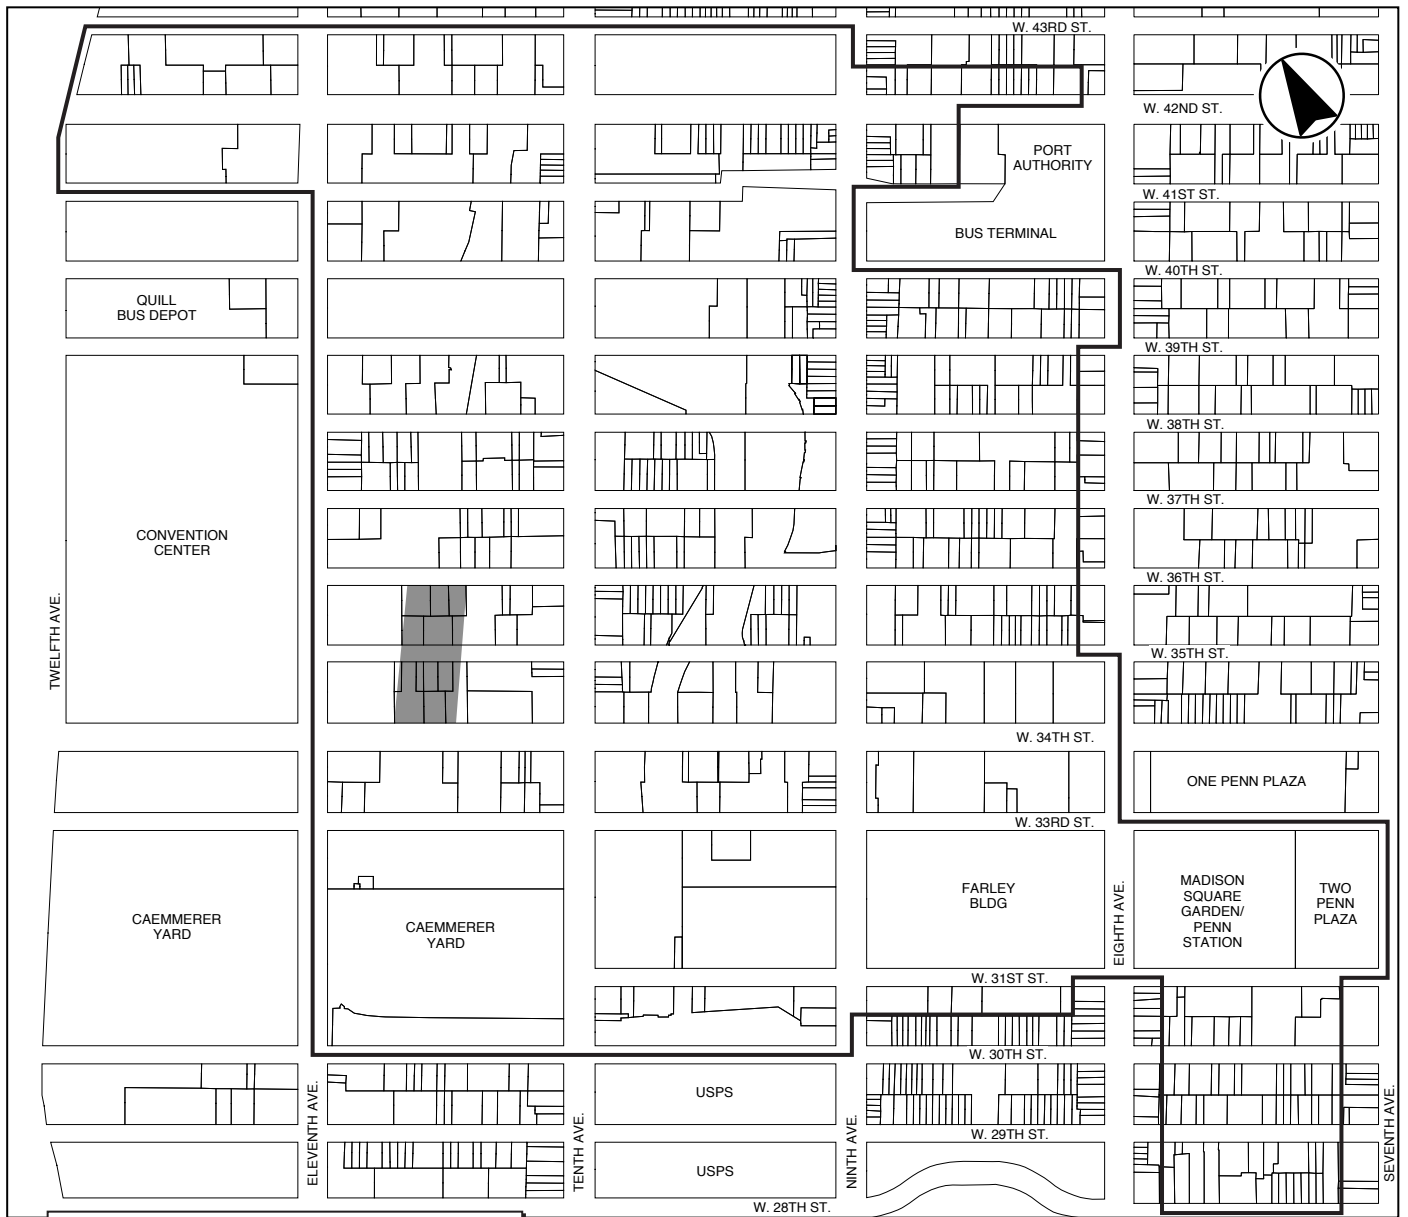 W. 43RD ST.
W. 42ND ST.
PORT
AUTHORITY
W. 41ST ST.
BUS TERMINAL
W. 40TH ST.
QUILL
BUS DEPOT
W. 39TH ST.
W. 38TH ST.
W. 37TH ST.
CONVENTION
CENTER
W. 36TH ST.
TWELFTH AVE.
W. 35TH ST.
W. 34TH ST.
ONE PENN PLAZA
W. 33RD ST.
CAEMMERER
YARD
CAEMMERER
YARD
FARLEY
BLDG
EIGHTH AVE.
MADISON
SQUARE
GARDEN/
PENN
STATION
TWO
PENN
PLAZA
W. 31ST ST.
W. 30TH ST.
USPS
ELEVENTH AVE.
TENTH AVE.
NINTH AVE.
W. 29TH ST.
SEVENTH AVE.
USPS
W. 28TH ST.